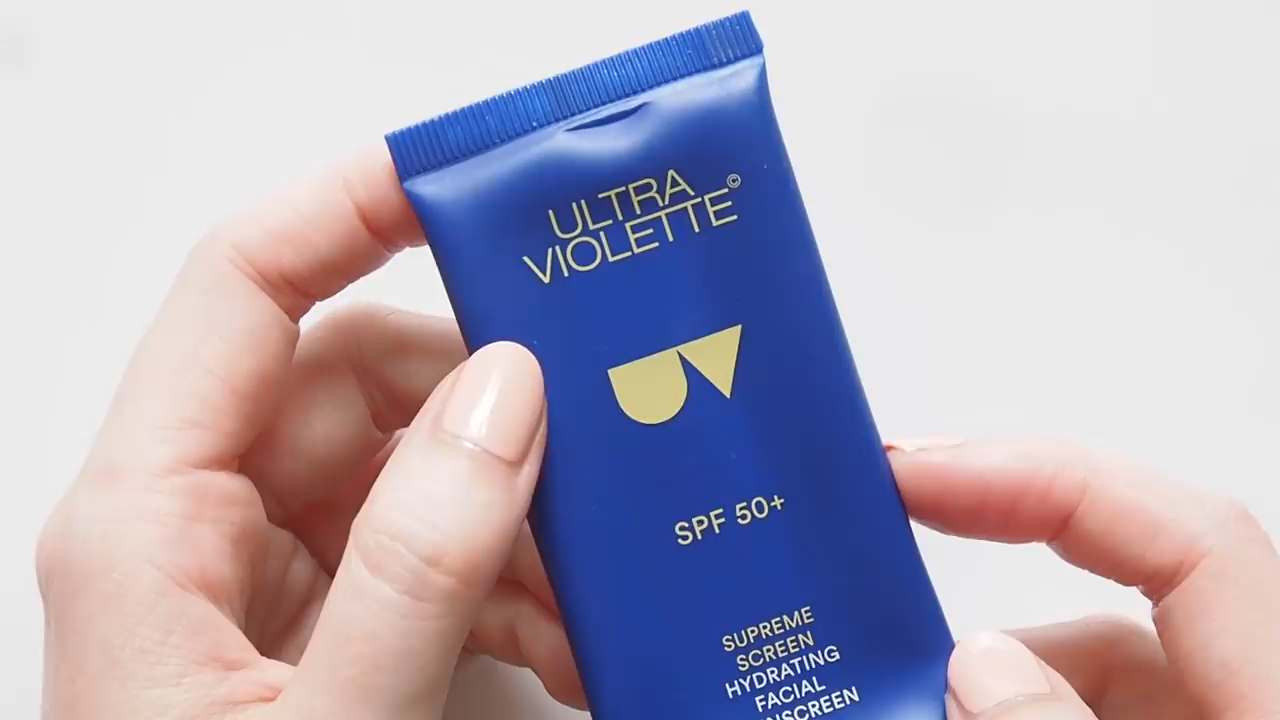 ULTRA
VIOLETTE©
SPF 50+
SUPREME
SCREEN
HYDRATING
FACIAL